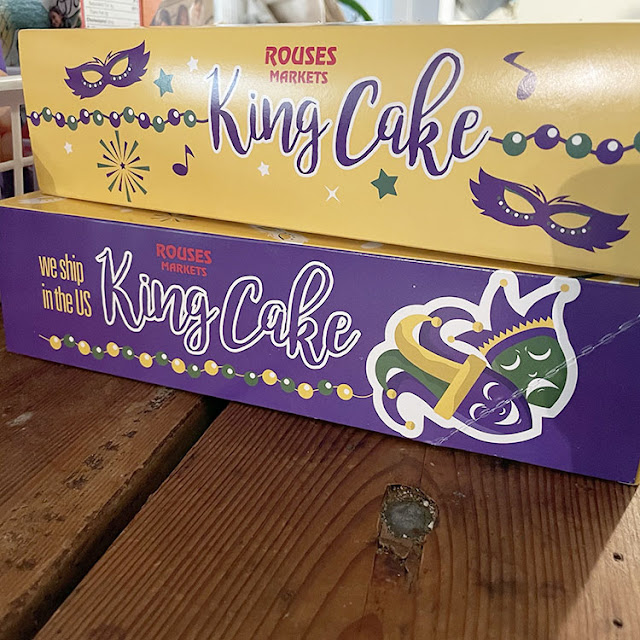 ROUSES
MARKETS
King Cake
we ship
in the US
ROUSES
MARKETS
King Cake